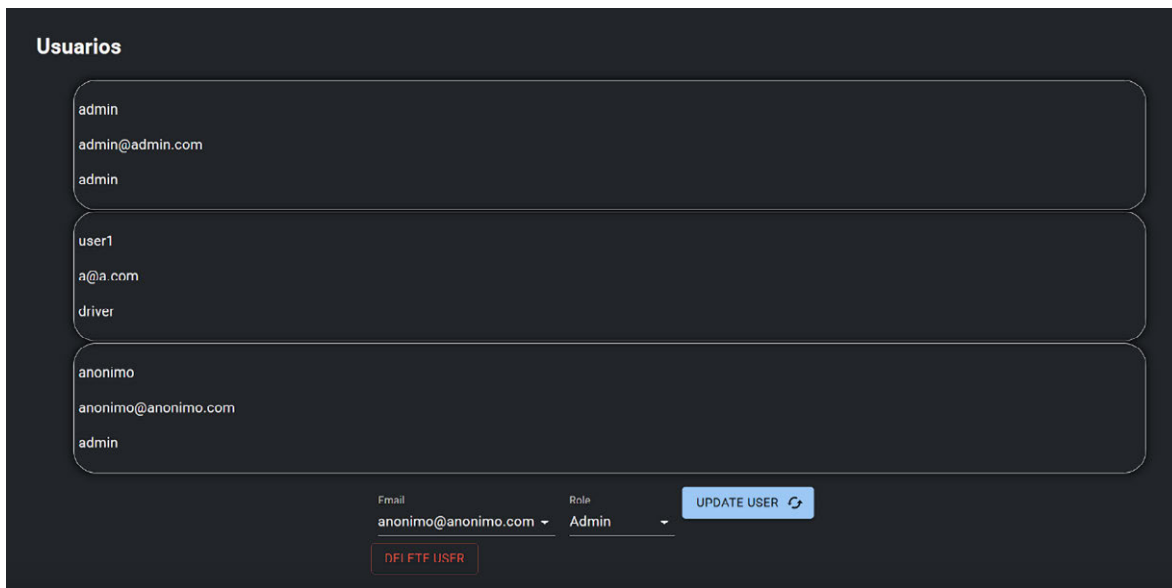 Usuarios
admin
admin@admin.com
admin
user1
a@a.com
driver
anonimo
anonimo@anonimo.com
admin
Email Role
anonimo@anonimo.com Admin UPDATE USER
DELETE USER